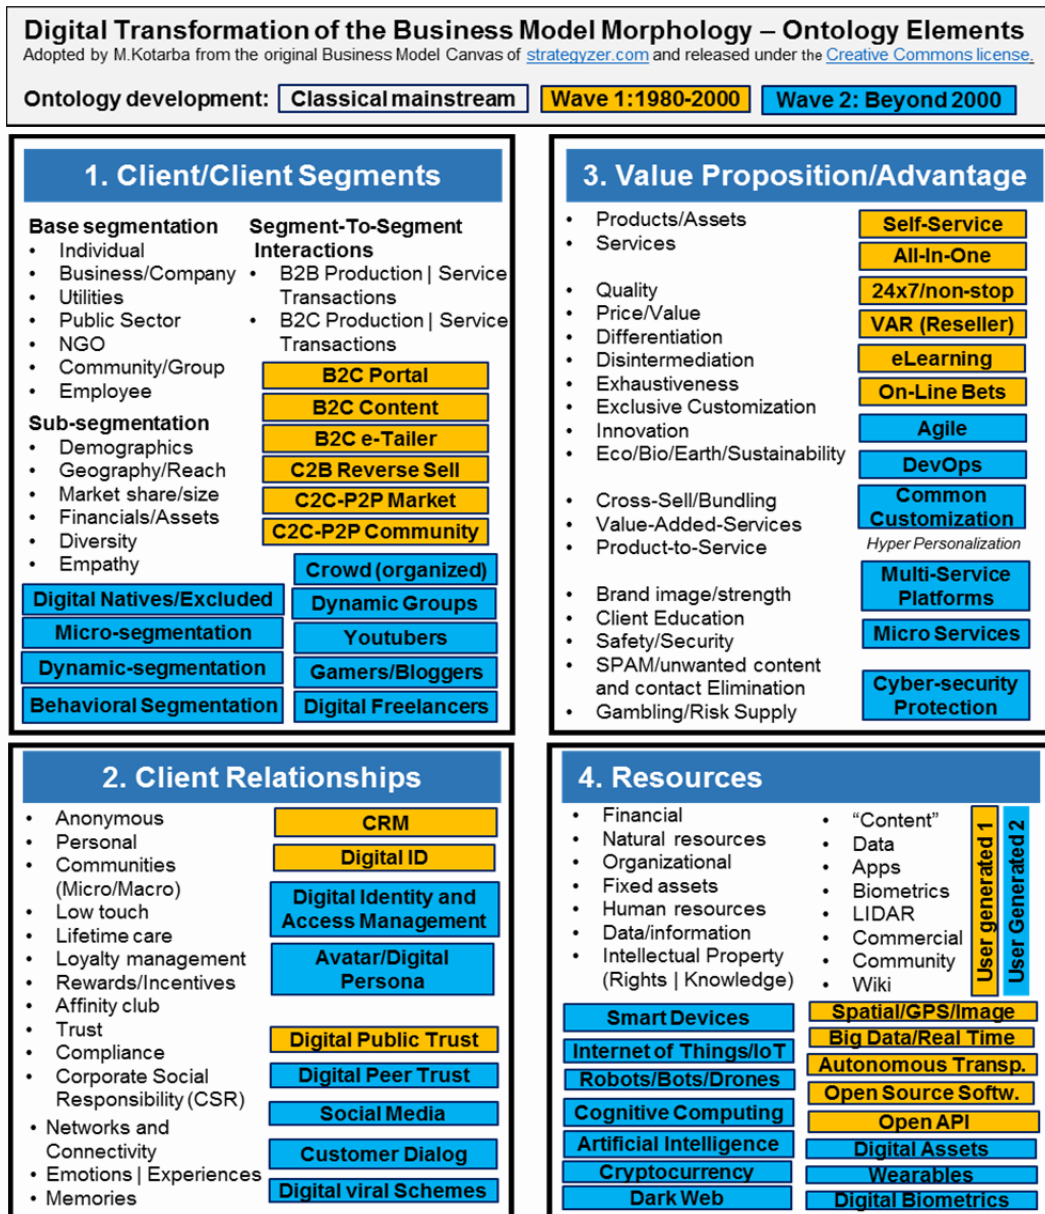 Digital Transformation of the Business Model Morphology – Ontology Elements
Adopted by M.Kotarba from the original Business Model Canvas of strategyzer.com and released under the Creative Commons license.
Ontology development: Classical mainstream Wave 1:1980-2000 Wave 2: Beyond 2000
1. Client/Client Segments
Base segmentation
• Individual
• Business/Company
• Utilities
• Public Sector
• NGO
• Community/Group
• Employee
Sub-segmentation
• Demographics
• Geography/Reach
• Market share/size
• Financials/Assets
• Diversity
• Empathy
Digital Natives/Excluded
Micro-segmentation
Dynamic-segmentation
Behavioral Segmentation
Segment-To-Segment
Interactions
• B2B Production | Service
Transactions
• B2C Production | Service
Transactions
B2C Portal
B2C Content
B2C e-Tailer
C2B Reverse Sell
C2C-P2P Market
C2C-P2P Community
Crowd (organized)
Dynamic Groups
Youtubers
Gamers/Bloggers
Digital Freelancers
3. Value Proposition/Advantage
• Products/Assets
• Services
• Quality
• Price/Value
• Differentiation
• Disintermediation
• Exhaustiveness
• Exclusive Customization
• Innovation
• Eco/Bio/Earth/Sustainability
• Cross-Sell/Bundling
• Value-Added-Services
• Product-to-Service
• Brand image/strength
• Client Education
• Safety/Security
• SPAM/unwanted content
and contact Elimination
• Gambling/Risk Supply
Self-Service
All-In-One
24x7/non-stop
VAR (Reseller)
eLearning
On-Line Bets
Agile
DevOps
Common
Customization
Hyper Personalization
Multi-Service
Platforms
Micro Services
Cyber-security
Protection
2. Client Relationships
• Anonymous
• Personal
• Communities
(Micro/Macro)
• Low touch
• Lifetime care
• Loyalty management
• Rewards/Incentives
• Affinity club
• Trust
• Compliance
• Corporate Social
Responsibility (CSR)
• Networks and
Connectivity
• Emotions | Experiences
• Memories
CRM
Digital ID
Digital Identity and
Access Management
Avatar/Digital
Persona
Digital Public Trust
Digital Peer Trust
Social Media
Customer Dialog
Digital viral Schemes
4. Resources
• Financial
• Natural resources
• Organizational
• Fixed assets
• Human resources
• Data/information
• Intellectual Property
(Rights | Knowledge)
• “Content”
• Data
• Apps
• Biometrics
• LIDAR
• Commercial
• Community
• Wiki
User generated 1
User Generated 2
Smart Devices
Internet of Things/IoT
Robots/Bots/Drones
Cognitive Computing
Artificial Intelligence
Cryptocurrency
Dark Web
Spatial/GPS/Image
Big Data/Real Time
Autonomous Transp.
Open Source Softw.
Open API
Digital Assets
Wearables
Digital Biometrics